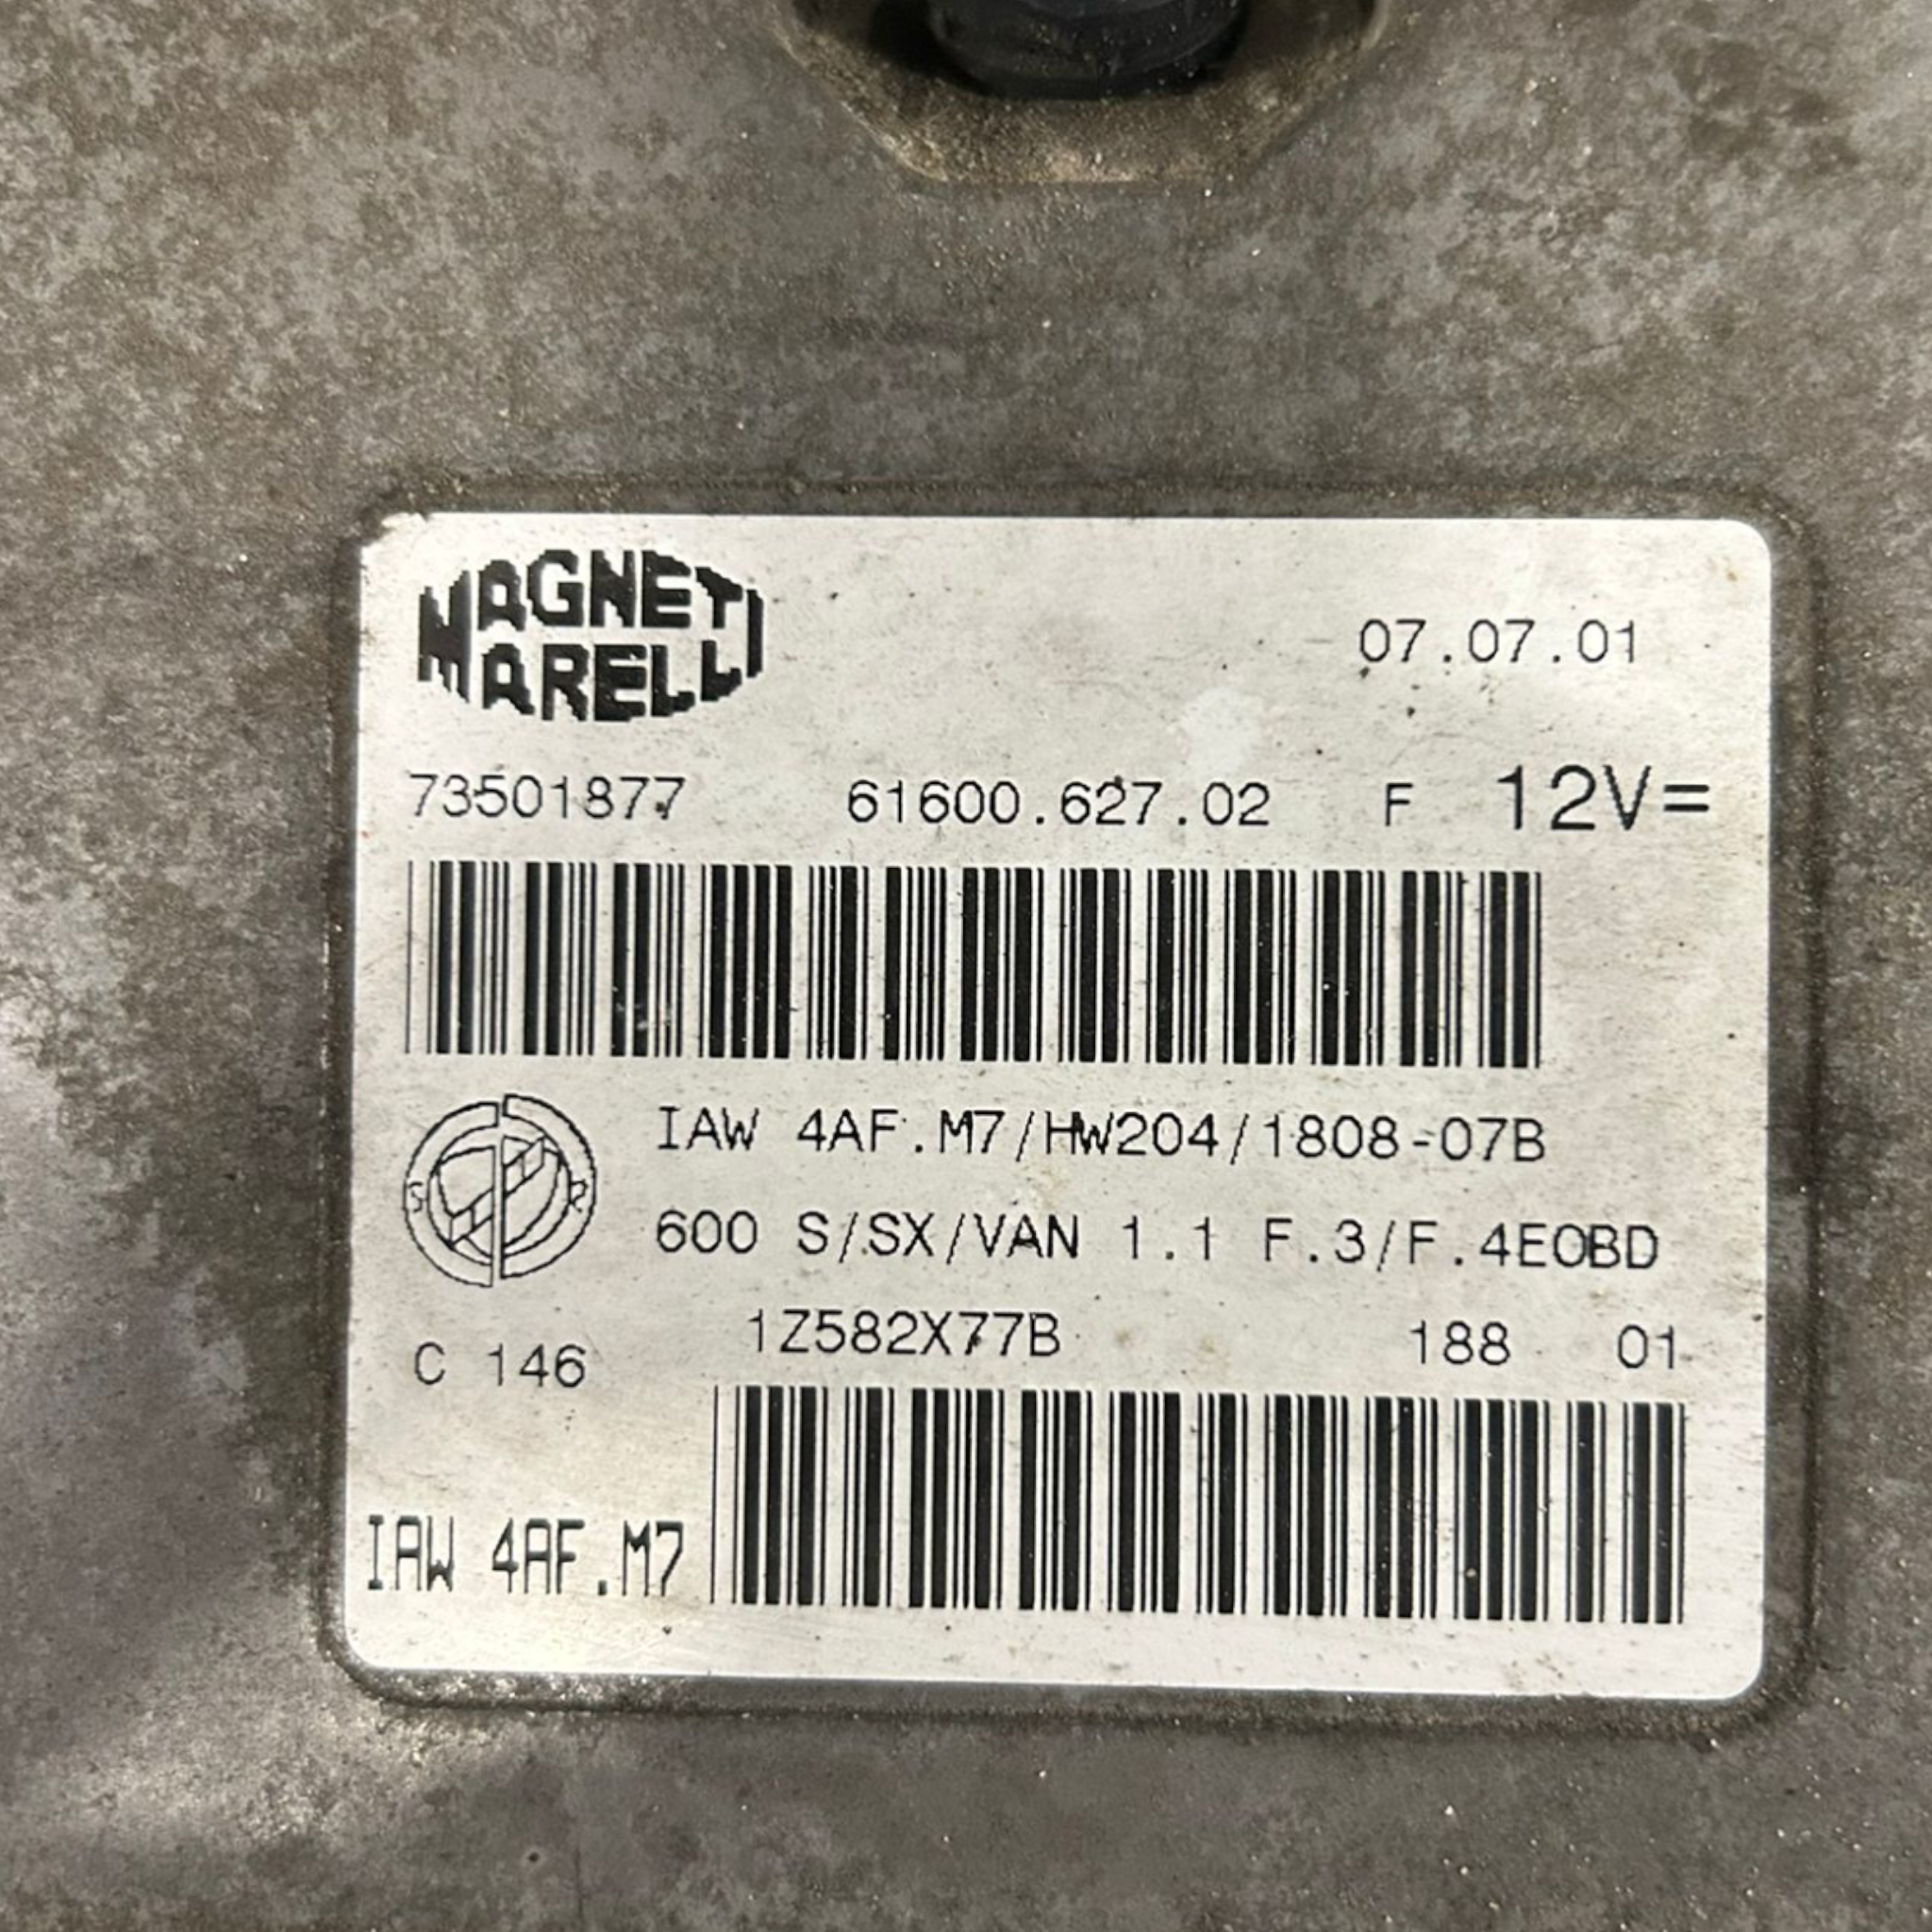 MAGNETI
MARELLI
07.07.01
73501877 61600.627.02 F 12V=
IAW 4AF.M7/HW204/1808-07B
S R
600 S/SX/VAN 1.1 F.3/F.4EOBD
1Z582X77B 188 01
C 146
IAW 4AF.M7